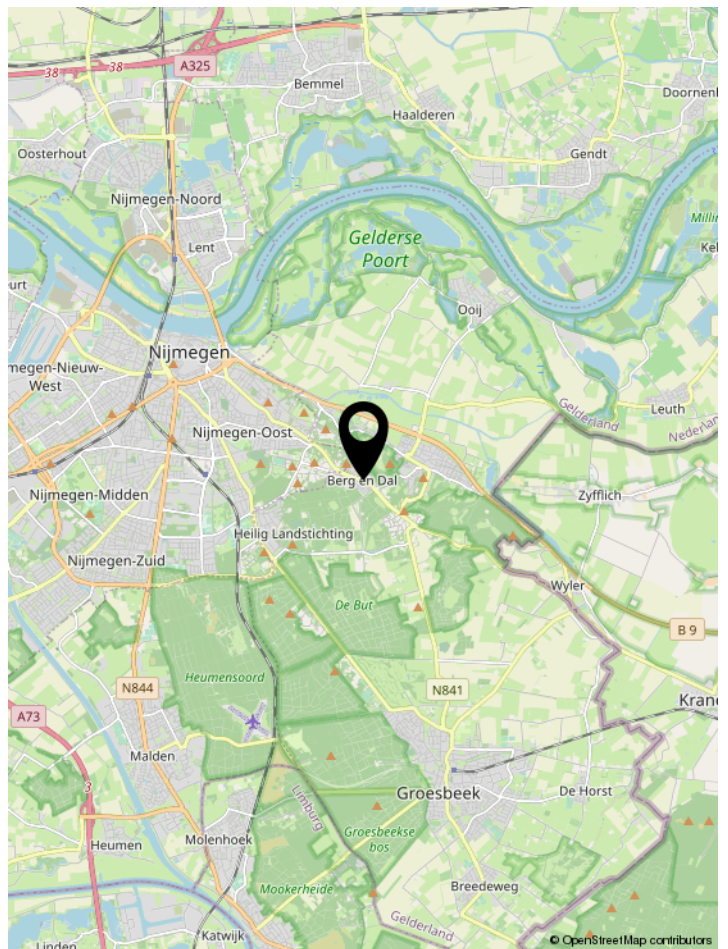 38
38
A325
Bemmel
Doornenb
Haalderen
Oosterhout
Gendt
Nijmegen-Noord
Millin
Gelderse
Poort
Lent
Kel
Ooij
Nijmegen
megen-Nieuw-
West
Gelderland
Leuth
Nederland
Nijmegen-Oost
Berg en Dal
Zyfflich
Nijmegen-Midden
Heilig Landstichting
Nijmegen-Zuid
Wyler
De But
B 9
Heumensoord
N844
N841
Kran
A73
Malden
3
Groesbeek
De Horst
Limburg
Heumen
Molenhoek
Groesbeekse
bos
Mookerheide
Breedeweg
Gelderland
Katwijk
Linden
© OpenStreetMap contributors